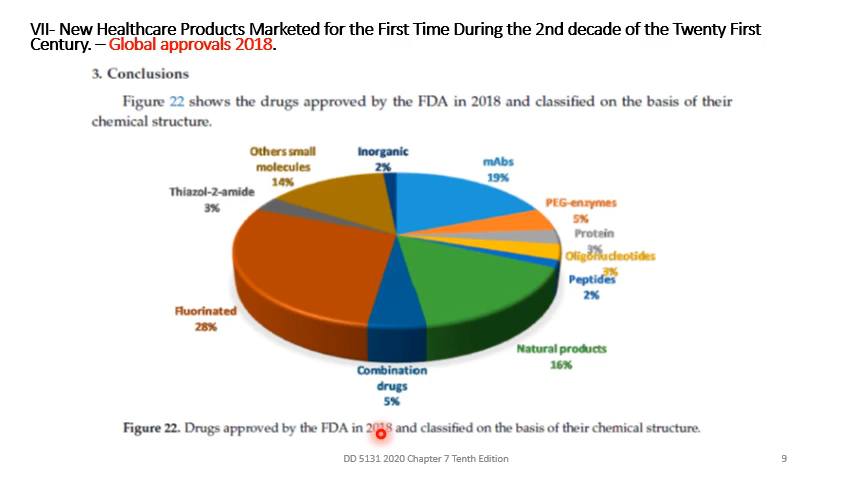 VII- New Healthcare Products Marketed for the First Time During the 2nd decade of the Twenty First
Century. – Global approvals 2018.
3. Conclusions
Figure 22 shows the drugs approved by the FDA in 2018 and classified on the basis of their
chemical structure.
Others small
molecules
14%
Inorganic
2%
mAbs
19%
Thiazol-2-amide
3%
PEG-enzymes
5%
Protein
3%
Oligonucleotides
3%
Peptides
2%
Fluorinated
28%
Natural products
16%
Combination
drugs
5%
Figure 22. Drugs approved by the FDA in 2018 and classified on the basis of their chemical structure.
DD 5131 2020 Chapter 7 Tenth Edition
9